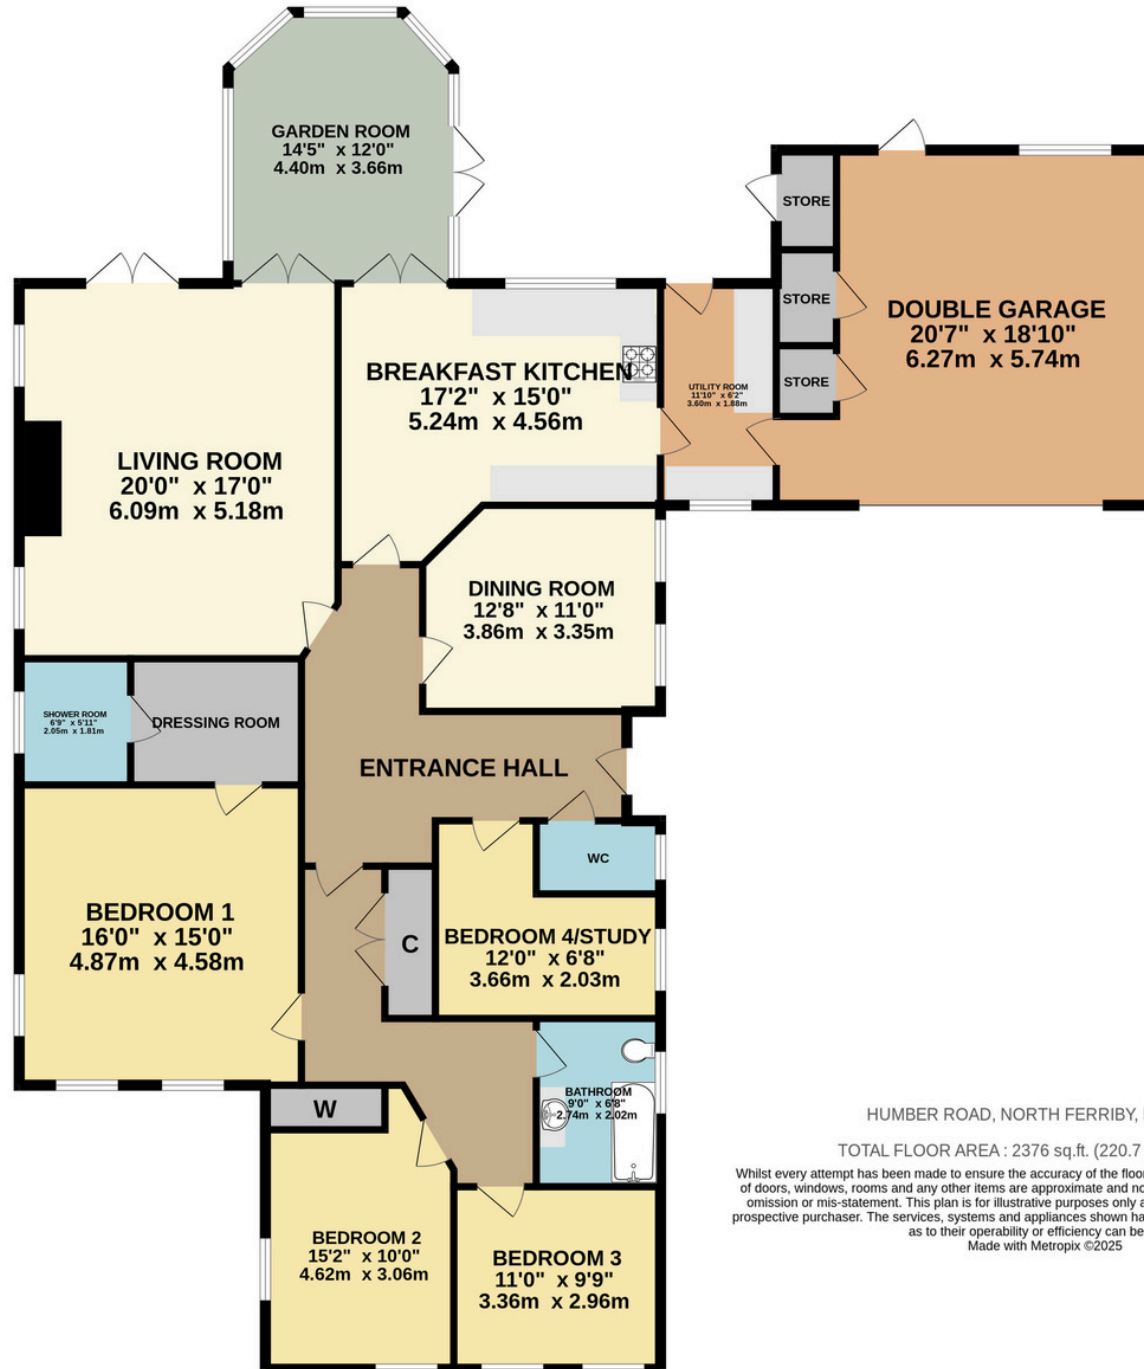 GARDEN ROOM
14'5" x 12'0"
4.40m x 3.66m
STORE
STORE
STORE
DOUBLE GARAGE
20'7" x 18'10"
6.27m x 5.74m
BREAKFAST KITCHEN
17'2" x 15'0"
5.24m x 4.56m
UTILITY ROOM
11'10" x 6'2"
3.60m x 1.88m
LIVING ROOM
20'0" x 17'0"
6.09m x 5.18m
DINING ROOM
12'8" x 11'0"
3.86m x 3.35m
SHOWER ROOM
6'9" x 5'11"
2.05m x 1.81m
DRESSING ROOM
ENTRANCE HALL
WC
BEDROOM 1
16'0" x 15'0"
4.87m x 4.58m
C
BEDROOM 4/STUDY
12'0" x 6'8"
3.66m x 2.03m
BATHROOM
9'0" x 6'8"
2.74m x 2.02m
W
BEDROOM 2
15'2" x 10'0"
4.62m x 3.06m
BEDROOM 3
11'0" x 9'9"
3.36m x 2.96m
HUMBER ROAD, NORTH FERRIBY,
TOTAL FLOOR AREA : 2376 sq.ft. (220.7
Whilst every attempt has been made to ensure the accuracy of the floor
of doors, windows, rooms and any other items are approximate and no
omission or mis-statement. This plan is for illustrative purposes only a
prospective purchaser. The services, systems and appliances shown ha
as to their operability or efficiency can be
Made with Metropix ©2025